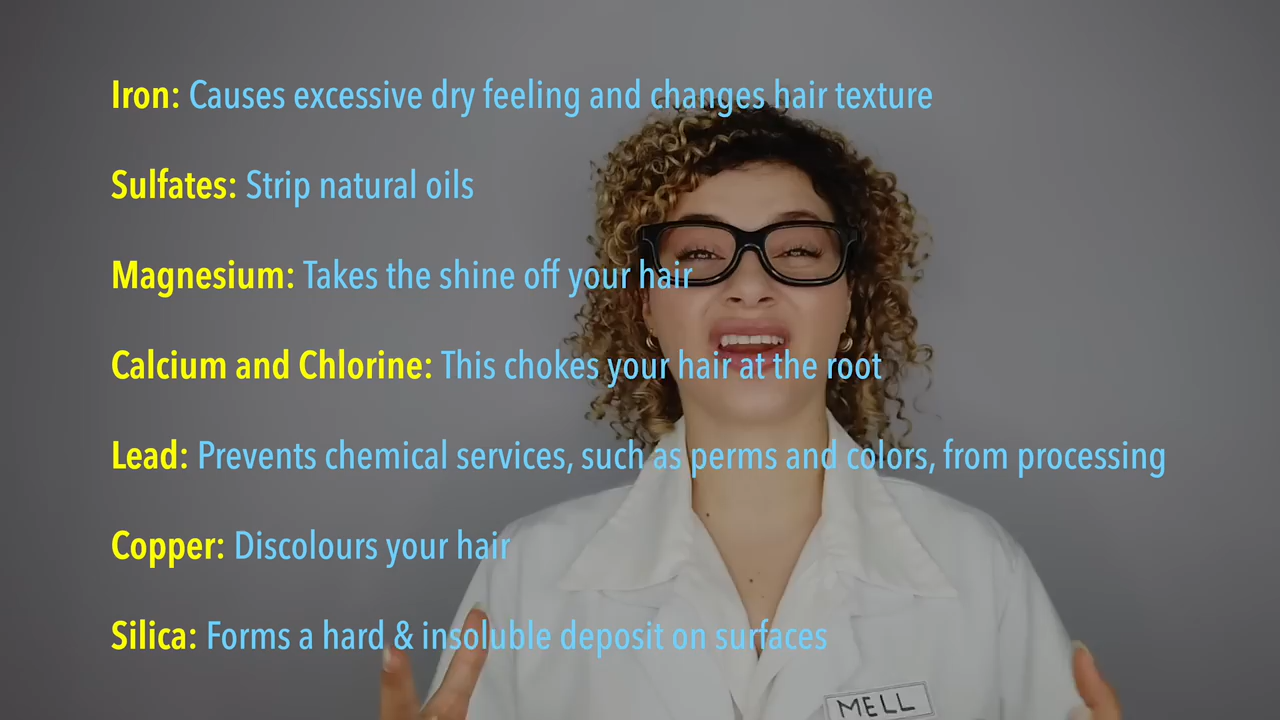 Iron: Causes excessive dry feeling and changes hair texture
Sulfates: Strip natural oils
Magnesium: Takes the shine off your hair
Calcium and Chlorine: This chokes your hair at the root
Lead: Prevents chemical services, such as perms and colors, from processing
Copper: Discolours your hair
Silica: Forms a hard & insoluble deposit on surfaces
MELL